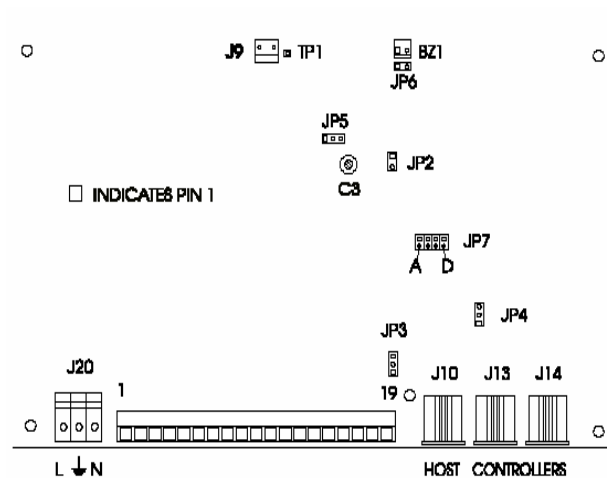 J9 TP1 BZ1
JP6
JP5
JP2
C3
INDICATES PIN 1
JP7
A D
JP4
JP3
J20
1 19 J10 J13 J14
L N HOST CONTROLLERS